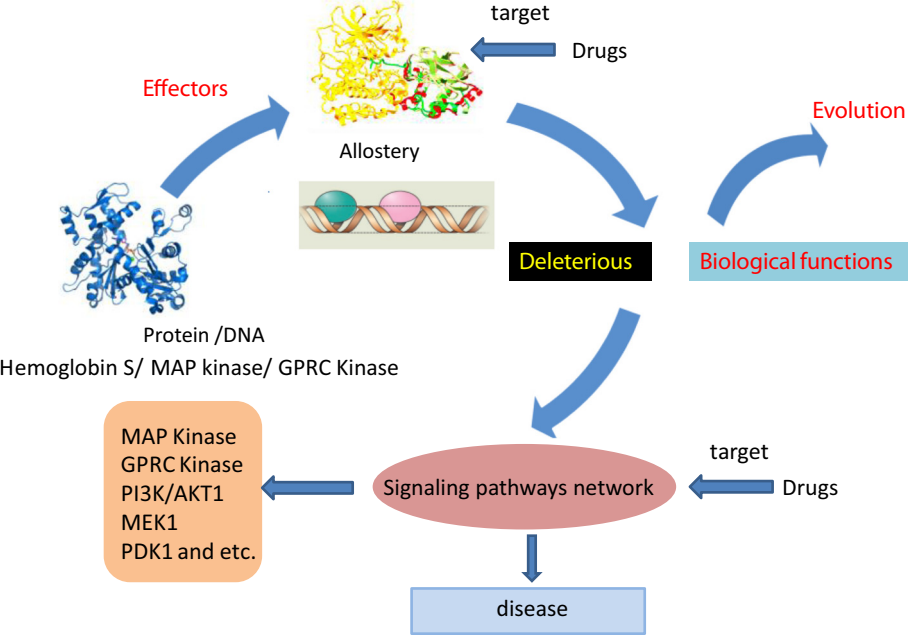 target
Drugs
Effectors
Evolution
Allostery
Deleterious
Biological functions
Protein /DNA
Hemoglobin S/ MAP kinase/ GPRC Kinase
MAP Kinase
GPRC Kinase
PI3K/AKT1
MEK1
PDK1 and etc.
Signaling pathways network
target
Drugs
disease